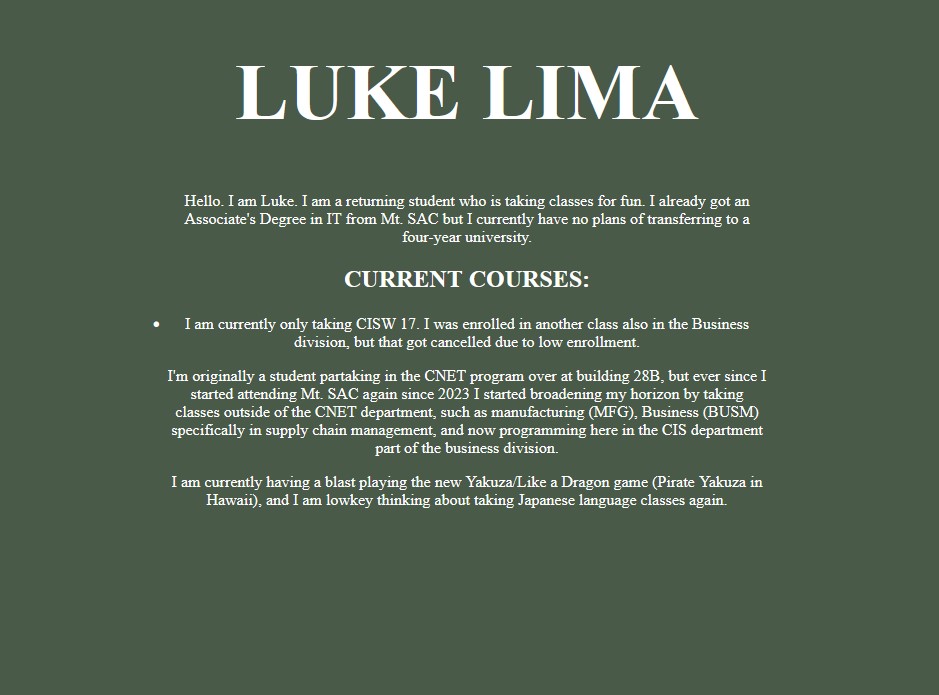 LUKE LIMA
Hello. I am Luke. I am a returning student who is taking classes for fun. I already got an
Associate's Degree in IT from Mt. SAC but I currently have no plans of transferring to a
four-year university.
CURRENT COURSES:
• I am currently only taking CISW 17. I was enrolled in another class also in the Business
division, but that got cancelled due to low enrollment.
I'm originally a student partaking in the CNET program over at building 28B, but ever since I
started attending Mt. SAC again since 2023 I started broadening my horizon by taking
classes outside of the CNET department, such as manufacturing (MFG), Business (BUSM)
specifically in supply chain management, and now programming here in the CIS department
part of the business division.
I am currently having a blast playing the new Yakuza/Like a Dragon game (Pirate Yakuza in
Hawaii), and I am lowkey thinking about taking Japanese language classes again.